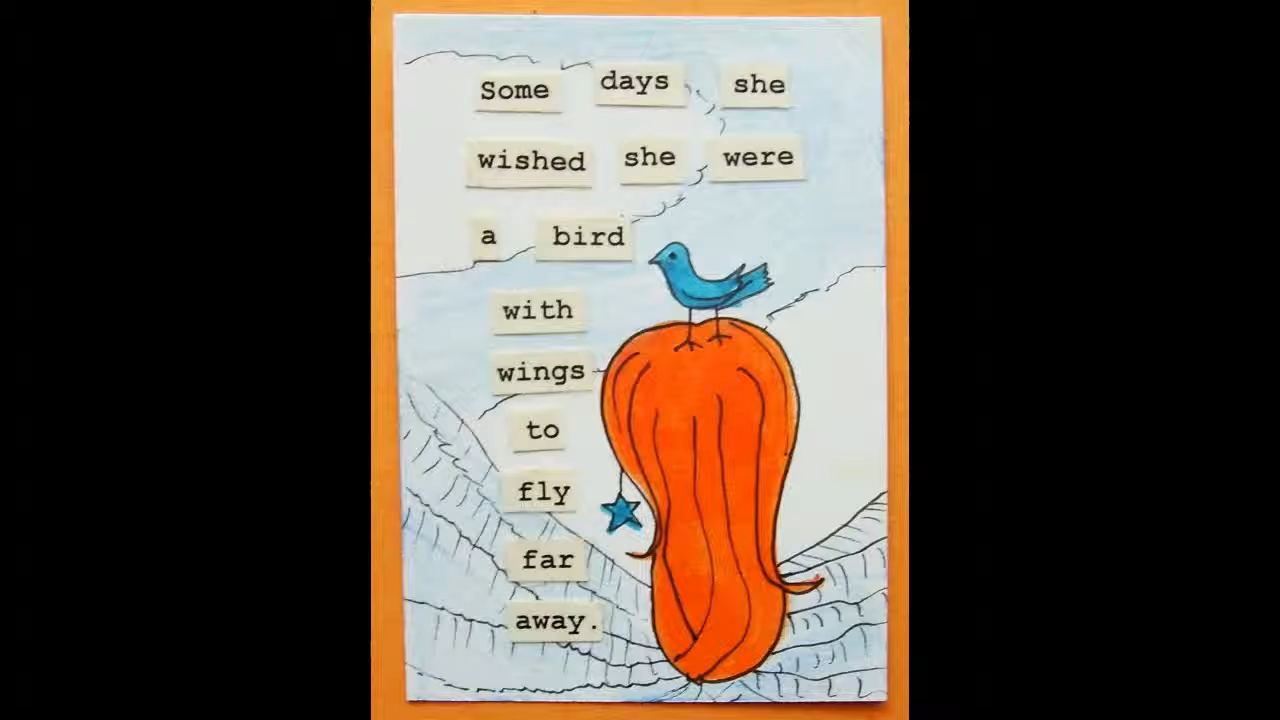 Some days she
wished she were
a bird
with
wings
to
fly
far
away.